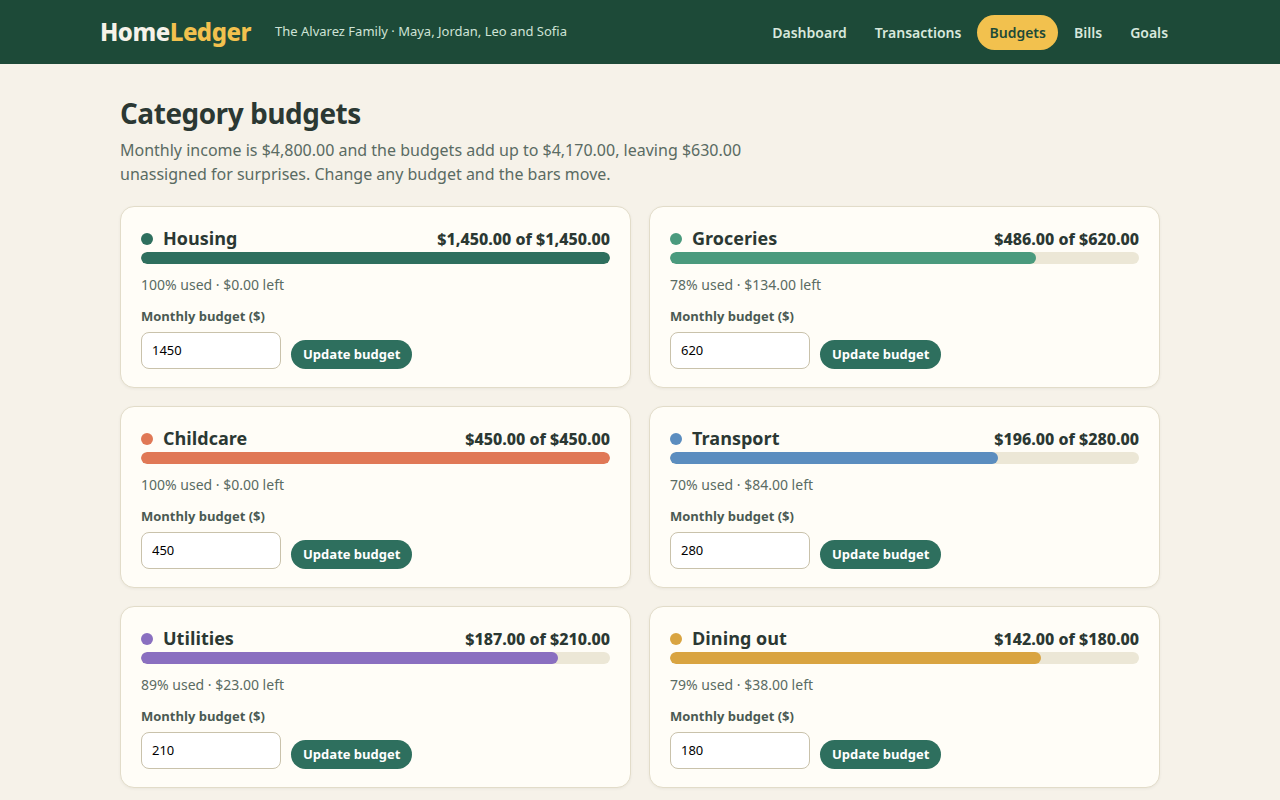 HomeLedger
The Alvarez Family · Maya, Jordan, Leo and Sofia
Dashboard
Transactions
Budgets
Bills
Goals
Category budgets
Monthly income is $4,800.00 and the budgets add up to $4,170.00, leaving $630.00
unassigned for surprises. Change any budget and the bars move.
Housing
$1,450.00 of $1,450.00
100% used · $0.00 left
Monthly budget ($)
1450
Update budget
Groceries
$486.00 of $620.00
78% used · $134.00 left
Monthly budget ($)
620
Update budget
Childcare
$450.00 of $450.00
100% used · $0.00 left
Monthly budget ($)
450
Update budget
Transport
$196.00 of $280.00
70% used · $84.00 left
Monthly budget ($)
280
Update budget
Utilities
$187.00 of $210.00
89% used · $23.00 left
Monthly budget ($)
210
Update budget
Dining out
$142.00 of $180.00
79% used · $38.00 left
Monthly budget ($)
180
Update budget